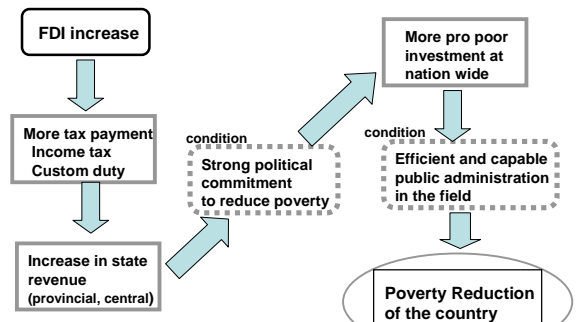 FDI increase
More tax payment
Income tax
Custom duty
Increase in state
revenue
(provincial, central)
condition
Strong political
commitment
to reduce poverty
More pro poor
investment at
nation wide
condition
Efficient and capable
public administration
in the field
Poverty Reduction
of the country